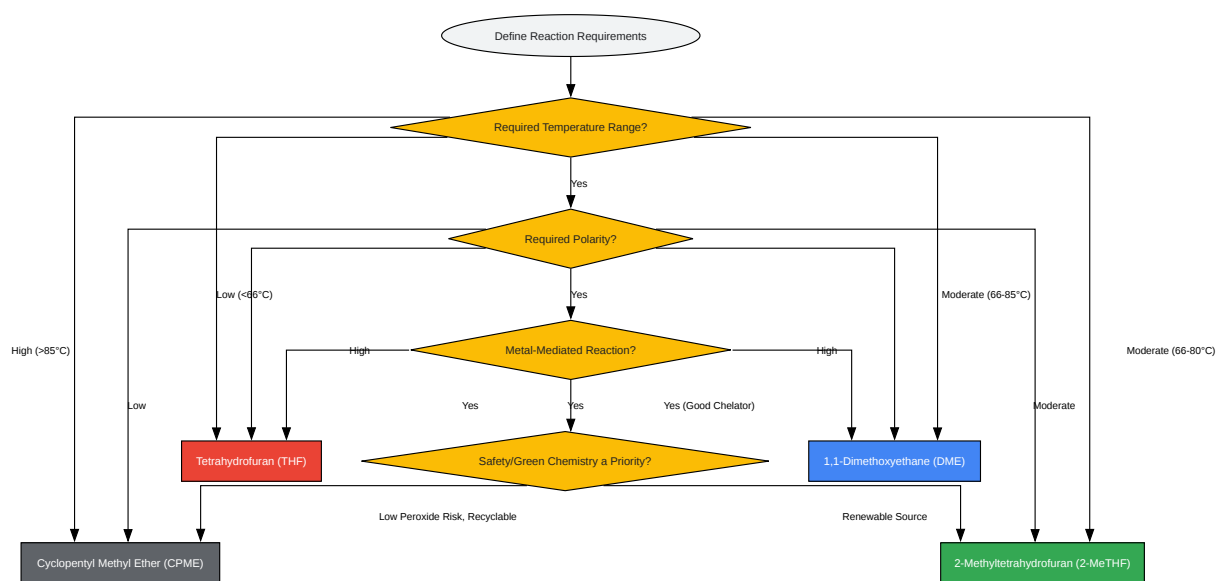 Define Reaction Requirements
Required Temperature Range?
Yes
Required Polarity?
Low (<66°C)
Yes
Moderate (66-85°C)
High (>85°C)
High
Metal-Mediated Reaction?
High
Moderate (66-80°C)
Low
Yes
Yes
Yes (Good Chelator)
Moderate
Tetrahydrofuran (THF)
Safety/Green Chemistry a Priority?
1,1-Dimethoxyethane (DME)
Low Peroxide Risk, Recyclable
Renewable Source
Cyclopentyl Methyl Ether (CPME)
2-Methyltetrahydrofuran (2-MeTHF)